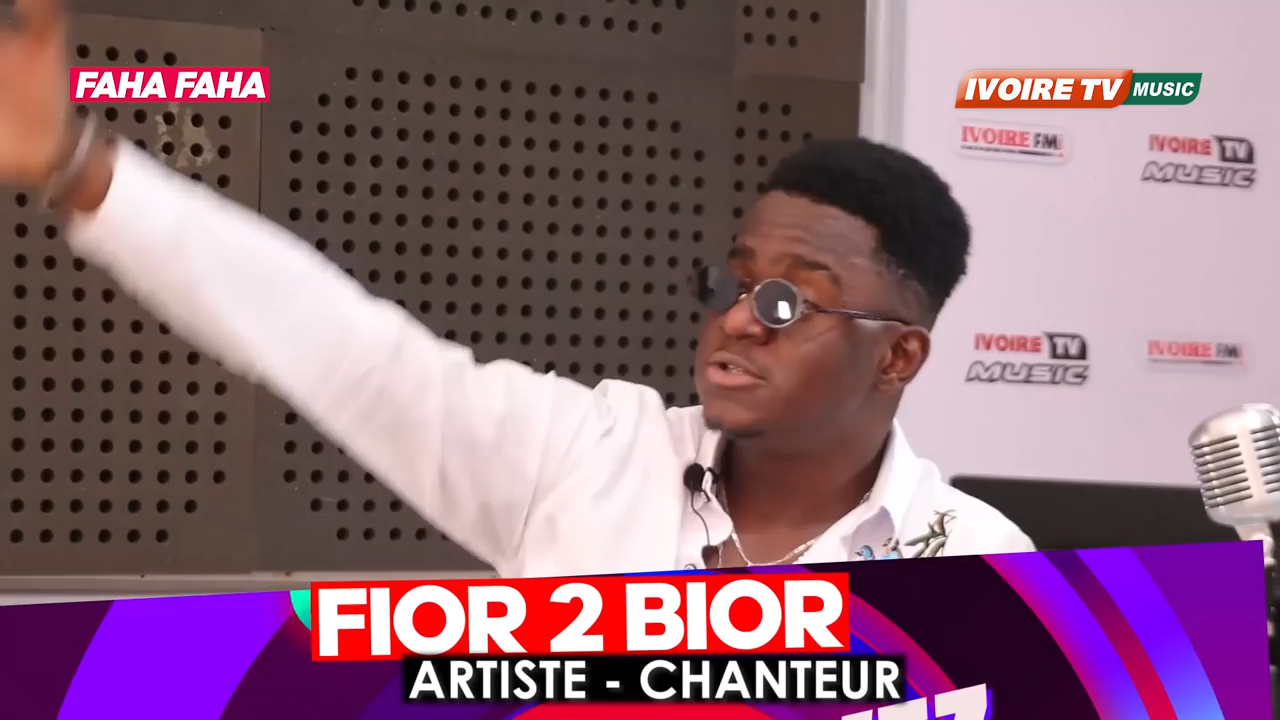 FAHA FAHA
IVOIRE TV MUSIC
IVOIRE FM
IVOIRE TV
MUSIC
IVOIRE TV
MUSIC
IVOIRE FM
FIOR 2 BIOR
ARTISTE - CHANTEUR